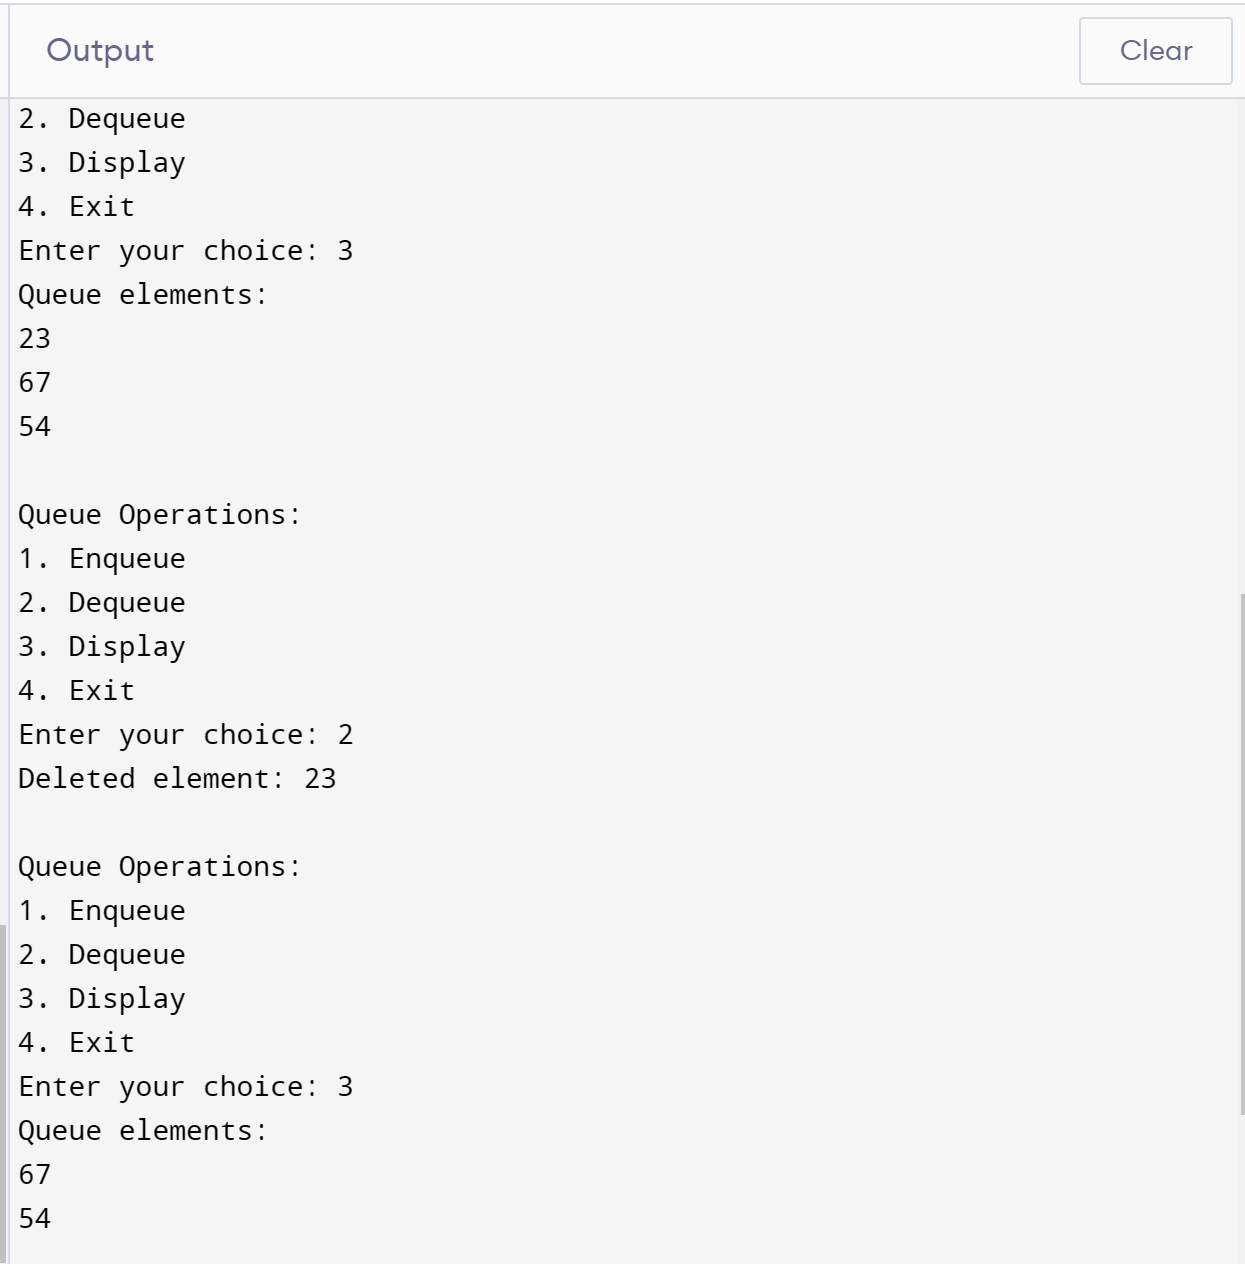 Output
Clear
2. Dequeue
3. Display
4. Exit
Enter your choice: 3
Queue elements:
23
67
54

Queue Operations:
1. Enqueue
2. Dequeue
3. Display
4. Exit
Enter your choice: 2
Deleted element: 23

Queue Operations:
1. Enqueue
2. Dequeue
3. Display
4. Exit
Enter your choice: 3
Queue elements:
67
54